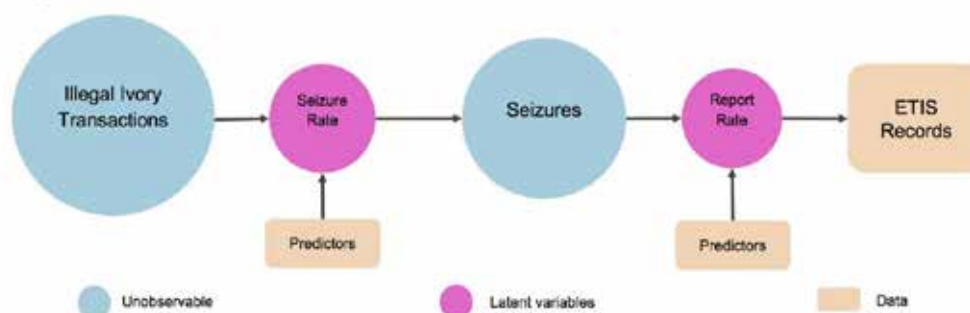 Illegal Ivory
Transactions
Seizure
Rate
Seizures
Report
Rate
ETIS
Records
Predictors
Predictors
Unobservable
Latent variables
Data